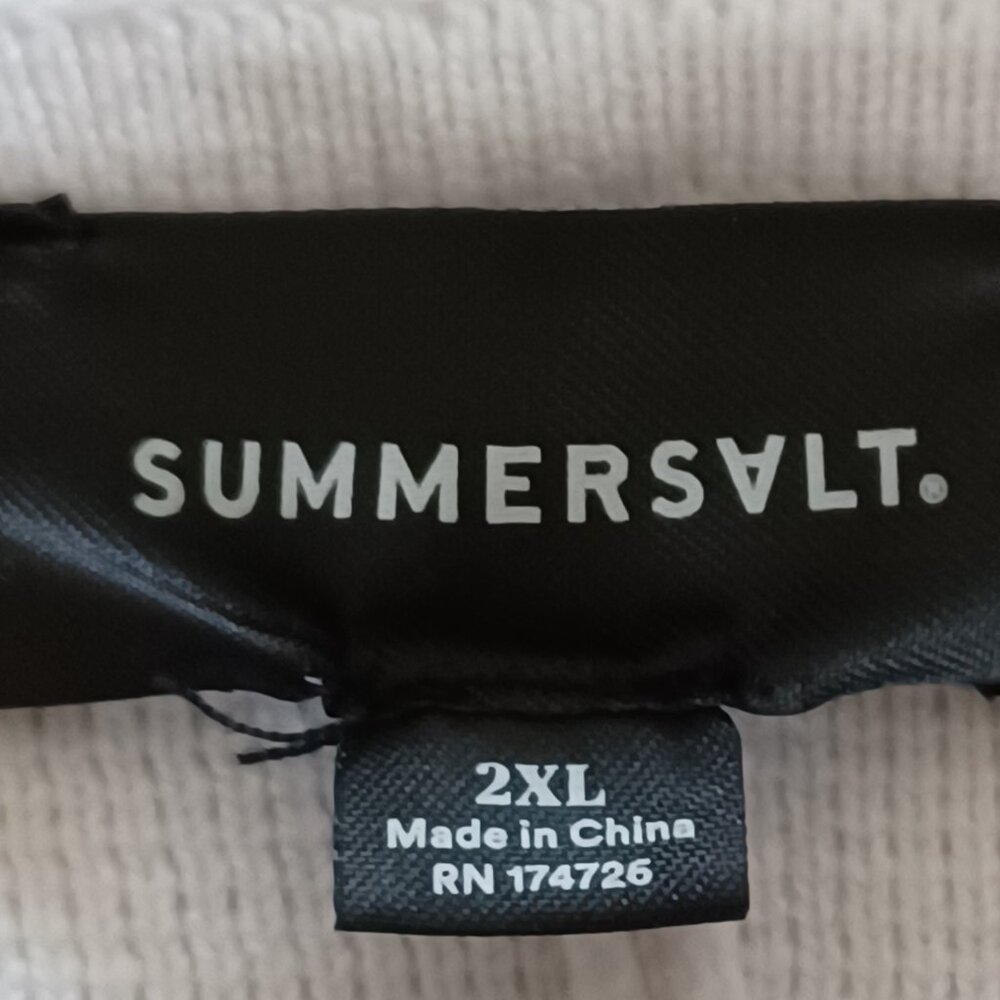 SUMMERSALT®
2XL
Made in China
RN 174726